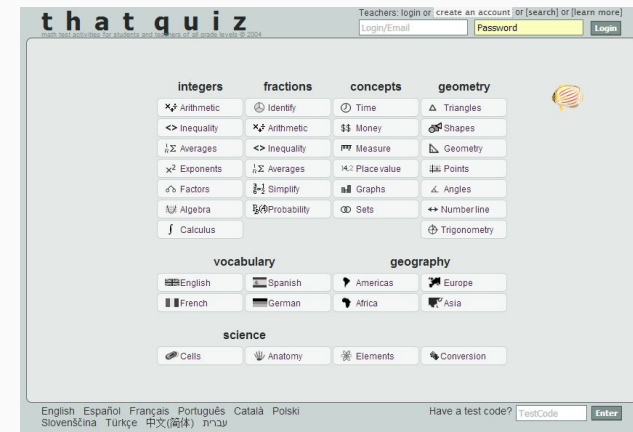 Teachers: login or create an account or [search] or [learn more]
thatquiz
math test activities for students and teachers of all grade levels © 2004
Login/Email Password Login
integers fractions concepts geometry
Arithmetic Identify Time Triangles
<> Inequality Arithmetic $$ Money Shapes
Averages <> Inequality Measure Geometry
x² Exponents Averages Place value Points
Factors Simplify Graphs Angles
Algebra Probability Sets Number line
∫ Calculus Trigonometry
vocabulary geography
English Spanish Americas Europe
French German Africa Asia
science
Cells Anatomy Elements Conversion
English Español Français Português Català Polski
Slovenščina Türkçe 中文(简体) עברית
Have a test code? TestCode Enter